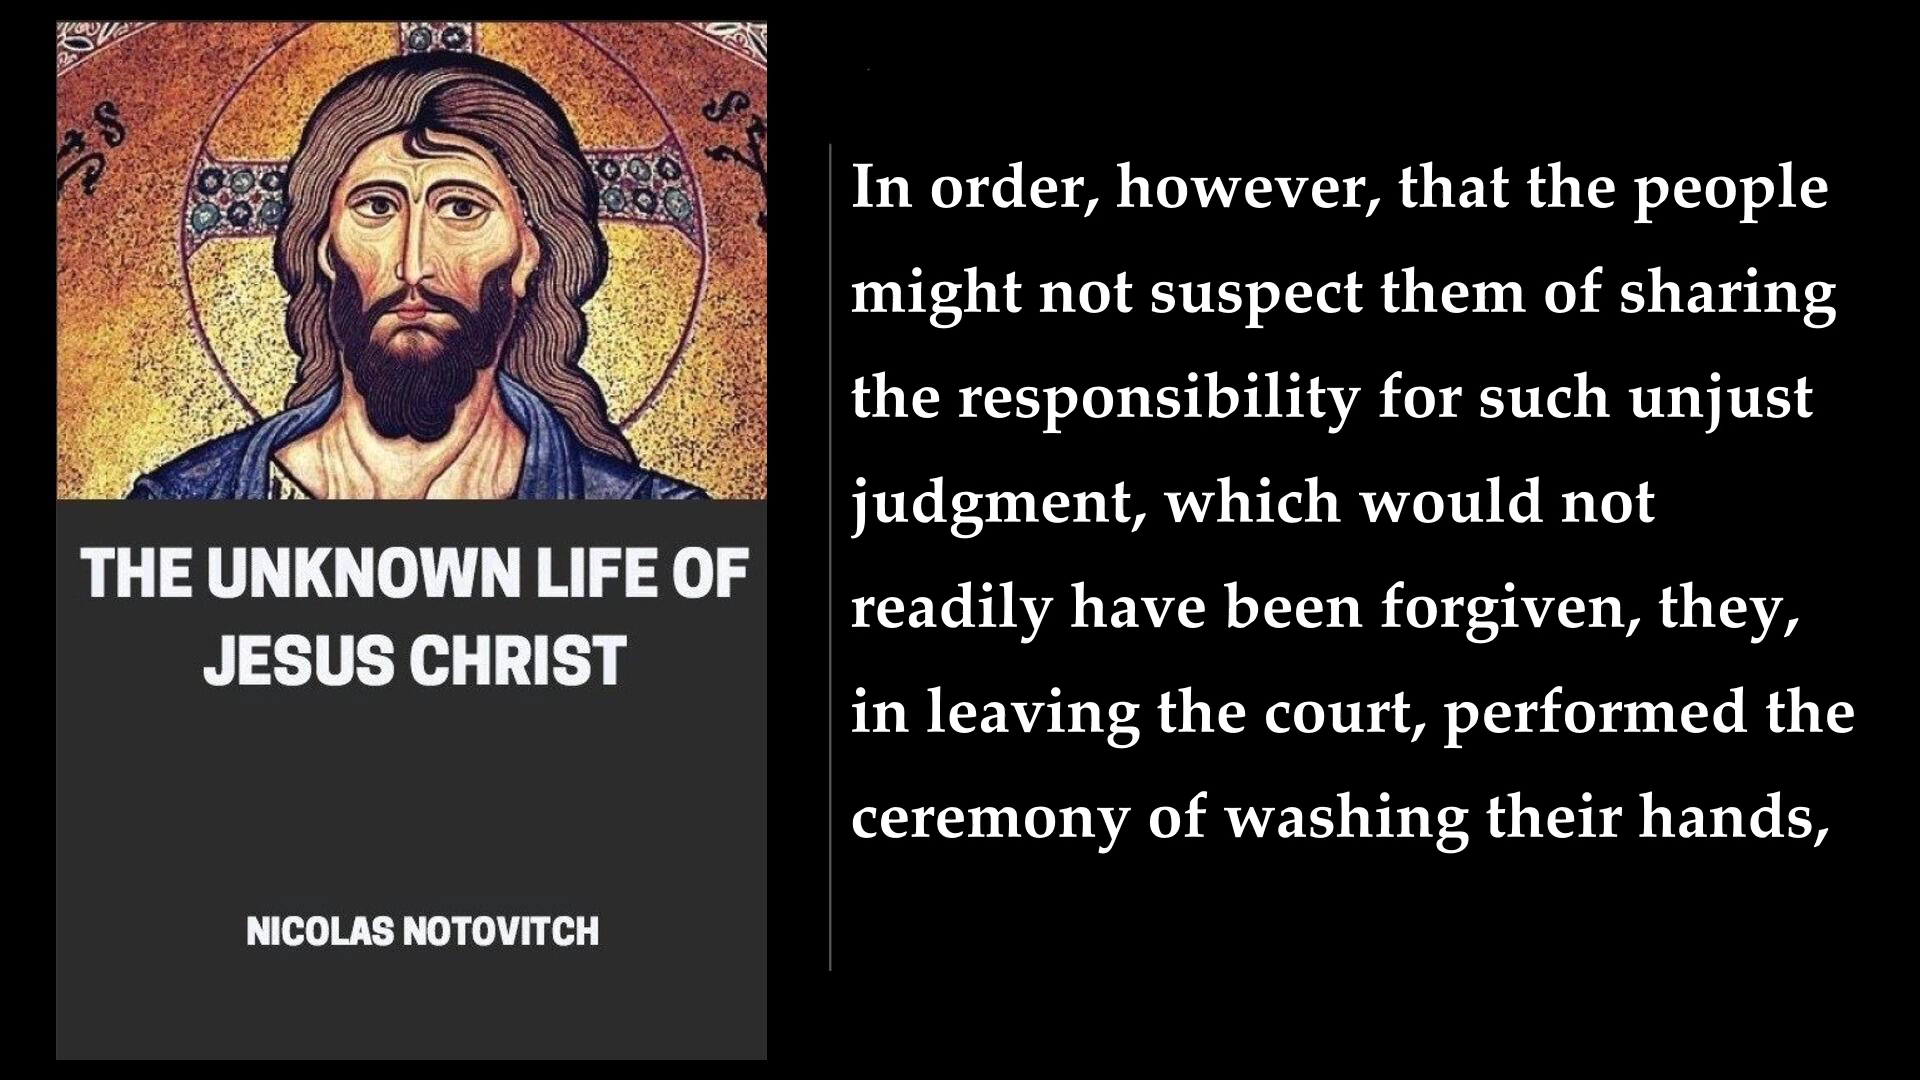 THE UNKNOWN LIFE OF
JESUS CHRIST
NICOLAS NOTOVITCH
In order, however, that the people
might not suspect them of sharing
the responsibility for such unjust
judgment, which would not
readily have been forgiven, they,
in leaving the court, performed the
ceremony of washing their hands,